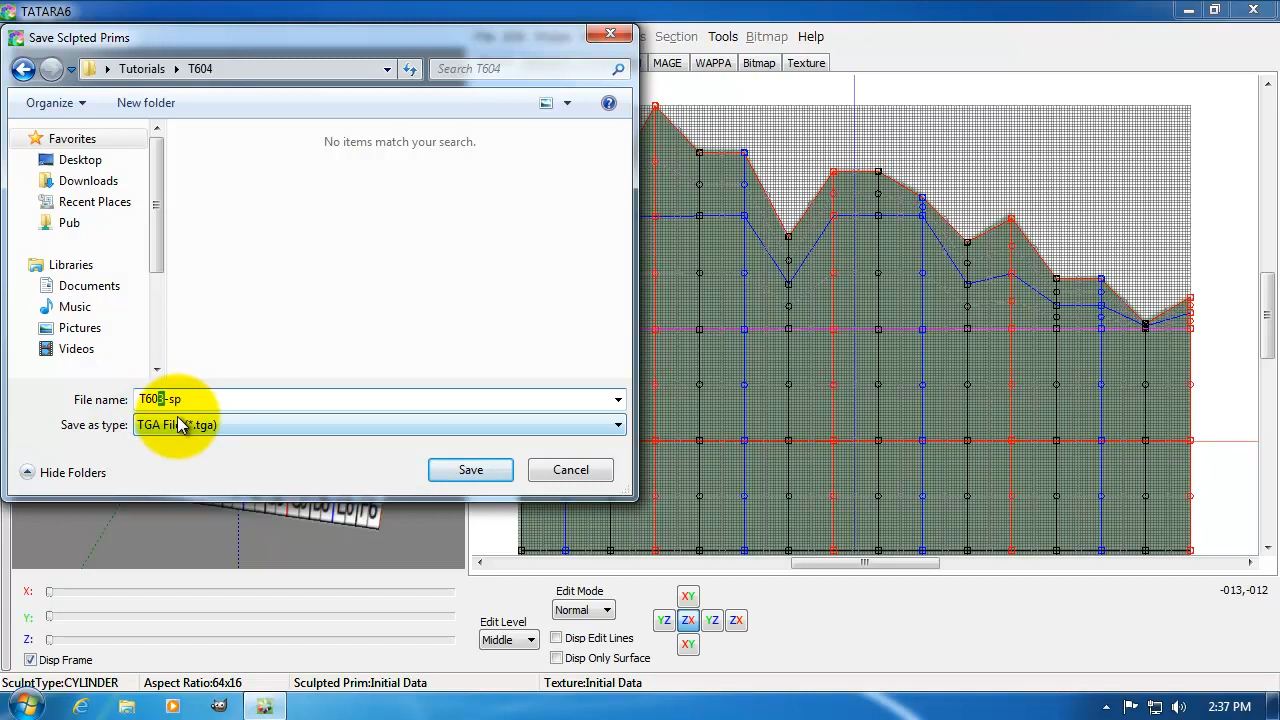 TATARA6
Save Sclpted Prims
Tutorials
T604
Search T604
Section
Tools
Bitmap
Help
MAGE
WAPPA
Bitmap
Texture
Organize
New folder
No items match your search.
Favorites
Desktop
Downloads
Recent Plac
Pub
Libraries
Documents
Music
Pictures
Videos
File name:
T603-sp
Save as type:
TGA Fil (*.tga)
Hide Folders
Save
Cancel
X:
Y:
Z:
Disp Frame
Edit Mode
Normal
Edit Level
Middle
Disp Edit Lines
Disp Only Surface
XY
YZ
ZX
YZ
ZX
XY
-013,-012
SculptType:CYLINDER
Aspect Ratio:64x16
Sculpted Prim:Initial Data
Texture:Initial Data
2:37 PM